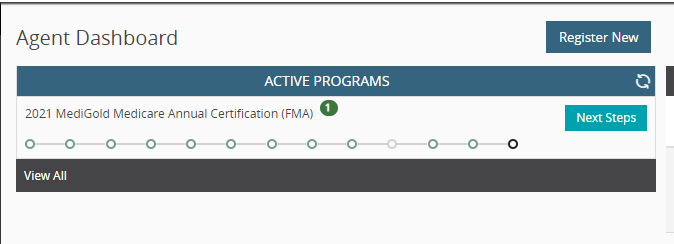 Agent Dashboard
Register New
ACTIVE PROGRAMS
2021 MediGold Medicare Annual Certification (FMA) 1
Next Steps
View All